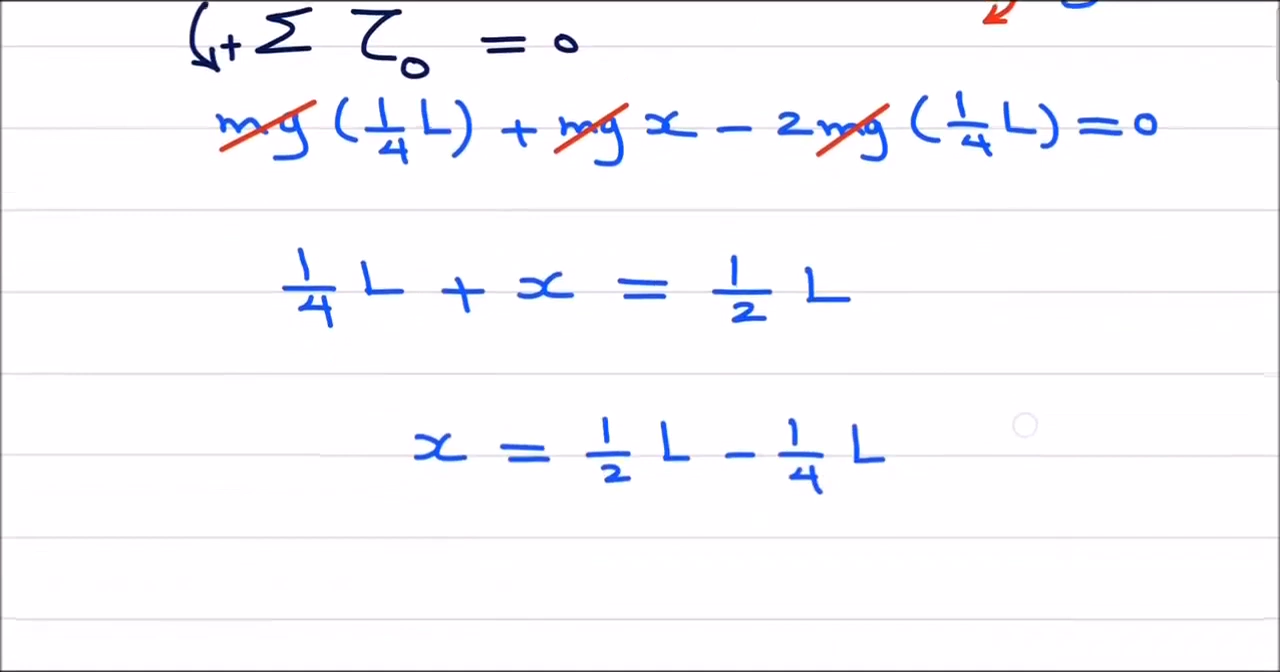 + Σ τ₀ = 0
mg (1/4 L) + mg x − 2mg (1/4 L) = 0
1/4 L + x = 1/2 L
x = 1/2 L − 1/4 L